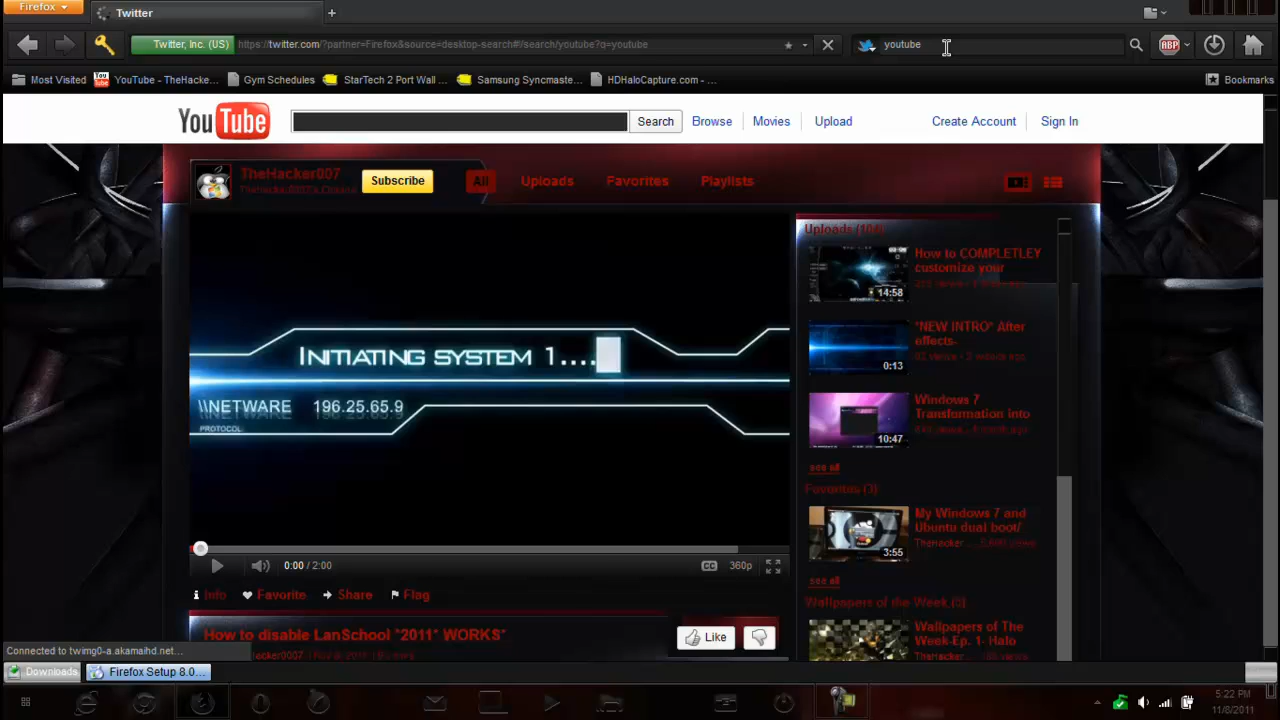 Firefox
Twitter
Twitter, Inc. (US) https://twitter.com/?partner=Firefox&source=desktop-search#!/search/youtube?q=youtube
youtube
ABP
Most Visited YouTube - TheHacke... Gym Schedules StarTech 2 Port Wall ... Samsung Syncmaste... HDHaloCapture.com - ... Bookmarks
YouTube Search Browse Movies Upload Create Account Sign In
TheHacker007
Subscribe All Uploads Favorites Playlists
Uploads
How to COMPLETLEY
customize your
14:58
*NEW INTRO* After
effects-
0:13
Windows 7
Transformation into
10:47
see all
INITIATING SYSTEM 1....
\\NETWARE 196.25.65.9
PROTOCOL:
Favorites (3)
My Windows 7 and
Ubuntu dual boot/
3:55
see all
0:00 / 2:00 CC 360p
Info Favorite Share Flag
Wallpapers of the Week
Wallpapers of The
Week-Ep. 1- Halo
How to disable LanSchool *2011* WORKS*
Like
Connected to twimg0-a.akamaihd.net...
Downloads Firefox Setup 8.0...
5:22 PM
11/8/2011